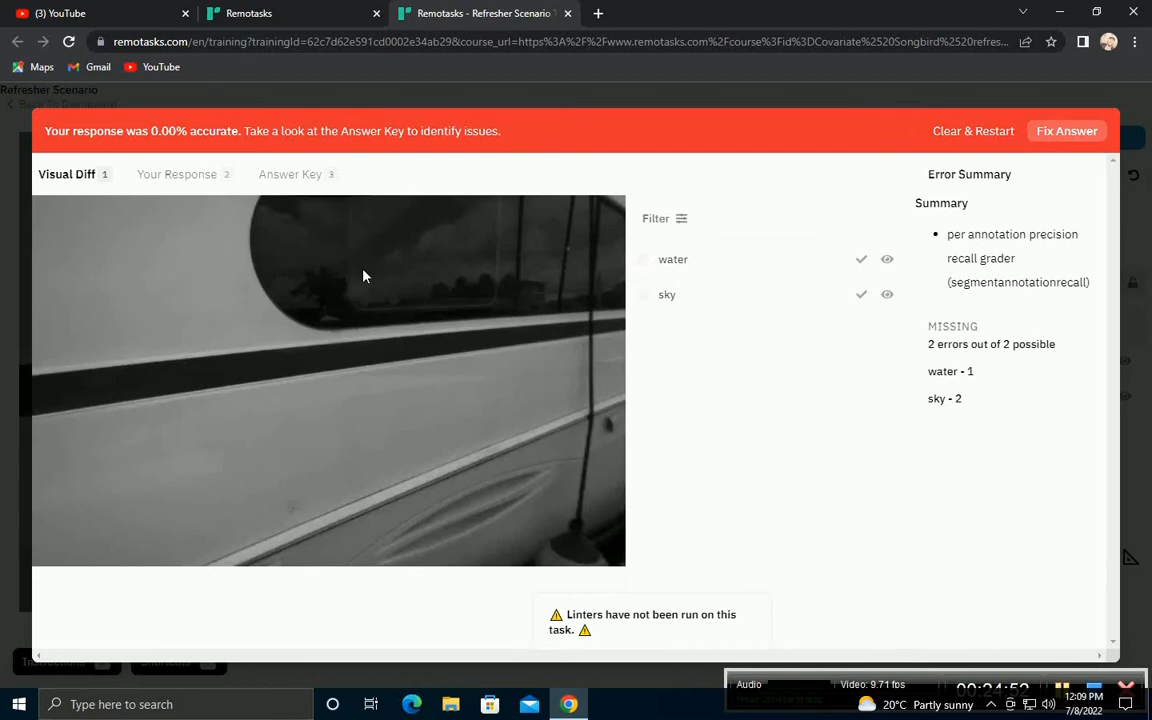 (3) YouTube
Remotasks
Remotasks - Refresher Scenario T
remotasks.com/en/training?trainingId=62c7d62e591cd0002e34ab29&course_url=https%3A%2F%2Fwww.remotasks.com%2Fcourse%3Fid%3DCovariate%2520Songbird%2520refres...
Maps
Gmail
YouTube
Refresher Scenario
Your response was 0.00% accurate. Take a look at the Answer Key to identify issues.
Clear & Restart
Fix Answer
Visual Diff 1
Your Response 2
Answer Key 3
Error Summary
Filter
Summary
• per annotation precision
recall grader
(segmentannotationrecall)
water
sky
MISSING
2 errors out of 2 possible
water - 1
sky - 2
⚠ Linters have not been run on this
task. ⚠
Audio
Video: 9.71 fps
00:24:52
Type here to search
20°C Partly sunny
12:09 PM
7/8/2022